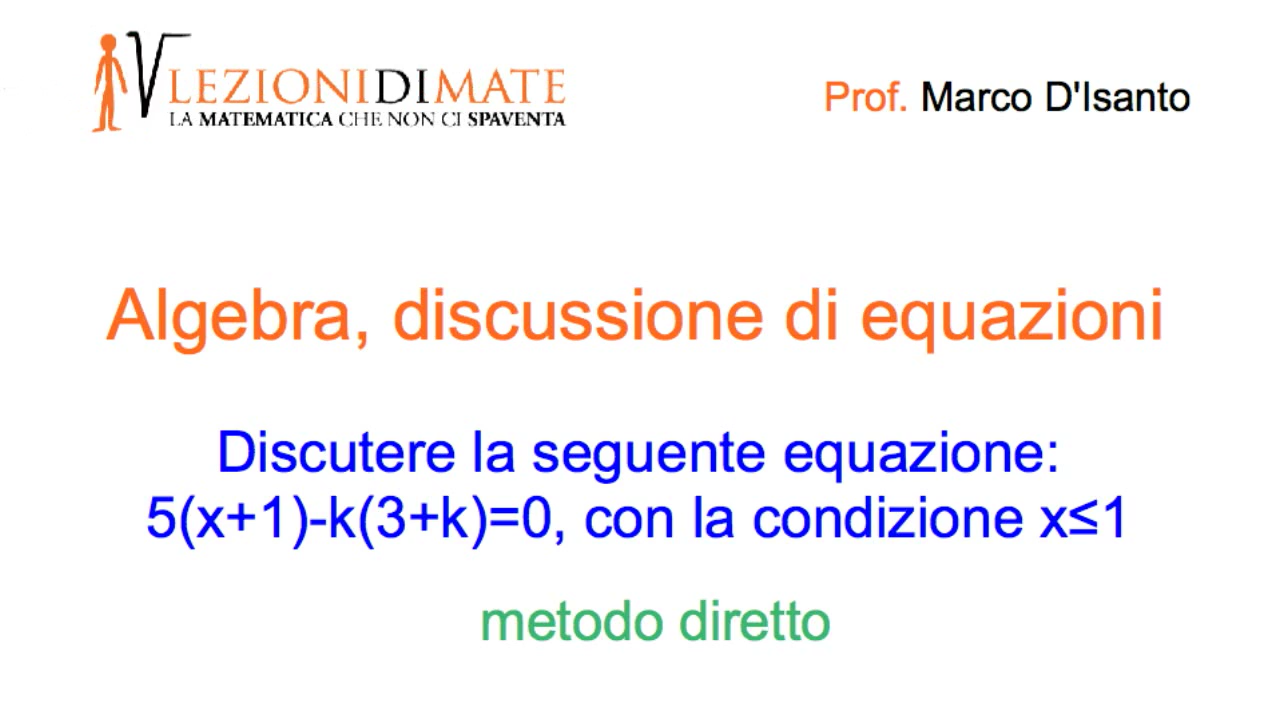 LEZIONIDIMATE
LA MATEMATICA CHE NON CI SPAVENTA
Prof. Marco D'Isanto
Algebra, discussione di equazioni
Discutere la seguente equazione:
5(x+1)-k(3+k)=0, con la condizione x≤1
metodo diretto